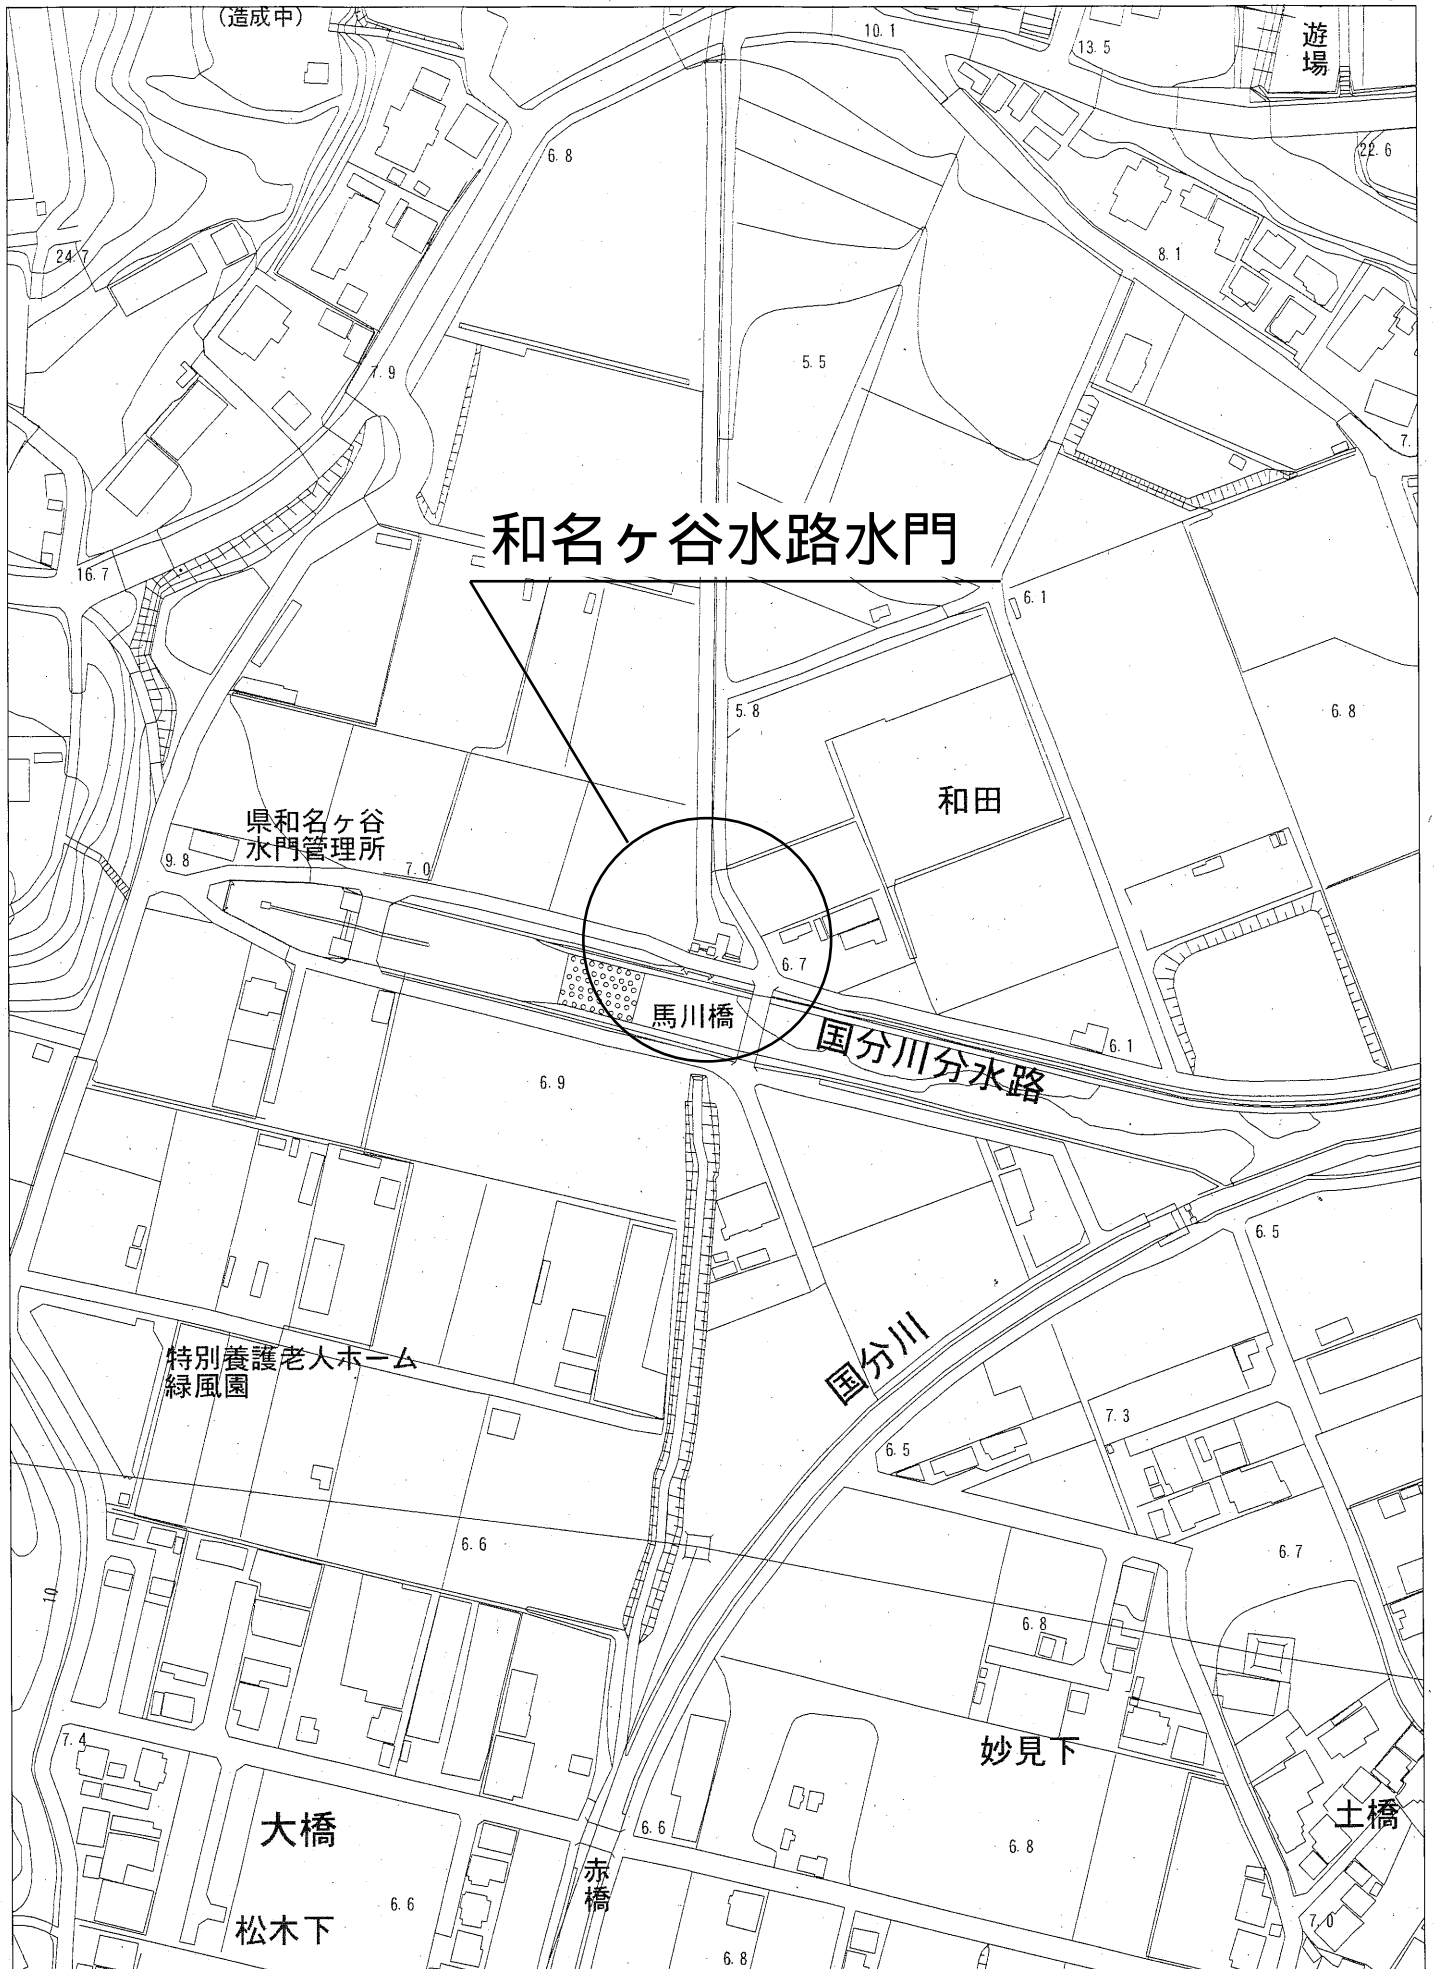 (造成中)
10.1
13.5
遊場
6.8
22.6
24.7
8.1
5.5
7.9
7.
和名ヶ谷水路水門
16.7
6.1
5.8
6.8
和田
県和名ヶ谷
水門管理所
9.8
7.0
6.7
馬川橋
国分川分水路
6.1
6.9
6.5
国分川
特別養護老人ホーム
緑風園
7.3
6.5
6.6
6.7
10
6.8
7.4
妙見下
土橋
大橋
6.6
6.8
赤橋
6.6
松木下
7.0
6.8